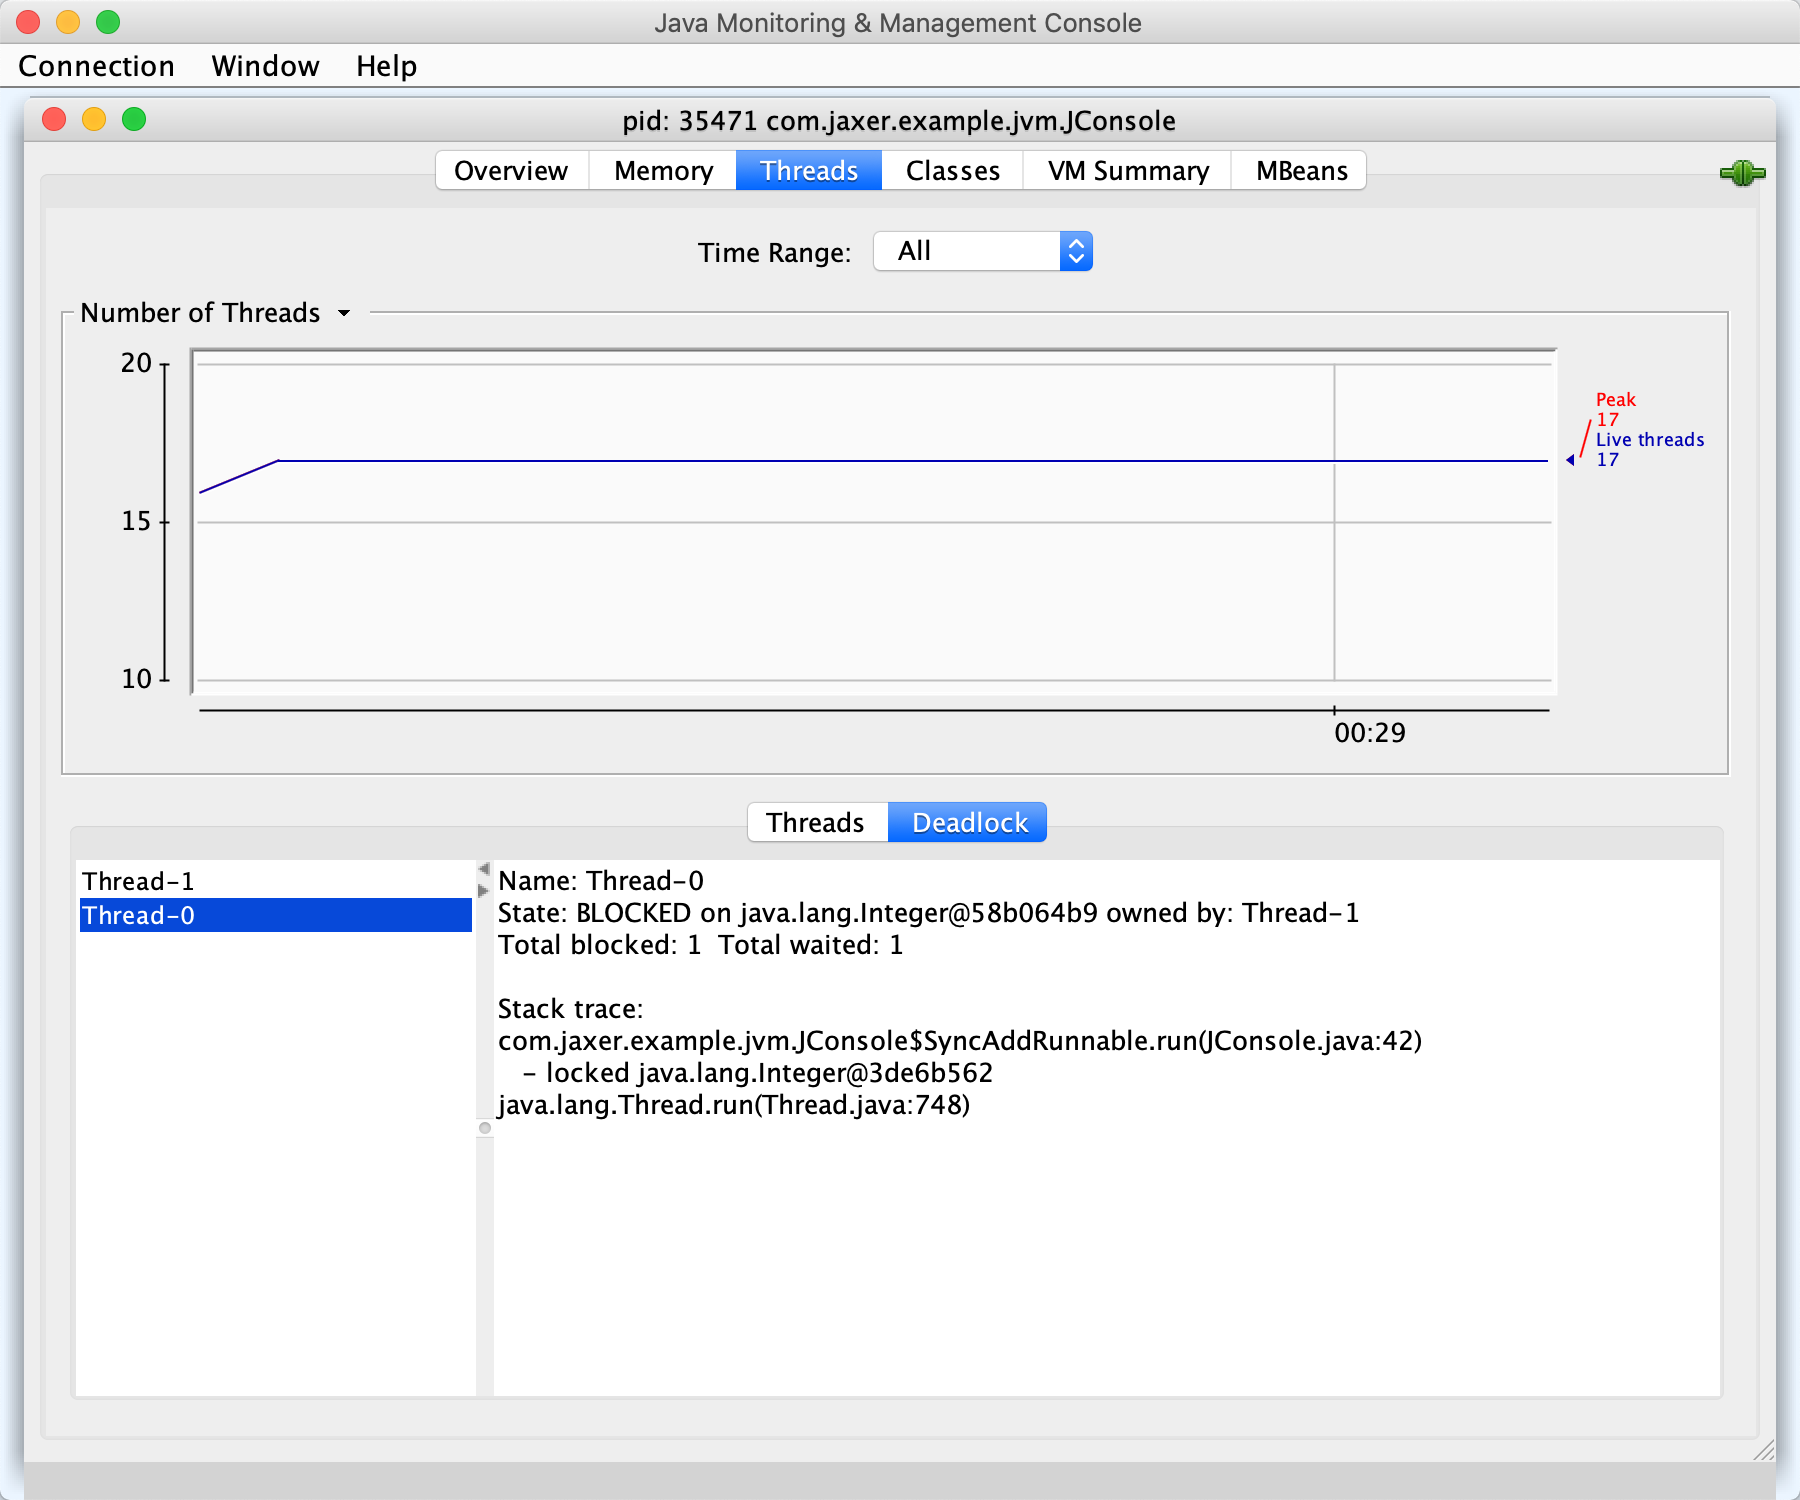 Java Monitoring & Management Console
Connection Window Help
pid: 35471 com.jaxer.example.jvm.JConsole
Overview Memory Threads Classes VM Summary MBeans
Time Range: All
Number of Threads
20
15
10
Peak
17
Live threads
17
00:29
Threads Deadlock
Thread-1
Thread-0
Name: Thread-0
State: BLOCKED on java.lang.Integer@58b064b9 owned by: Thread-1
Total blocked: 1 Total waited: 1
Stack trace:
com.jaxer.example.jvm.JConsole$SyncAddRunnable.run(JConsole.java:42)
- locked java.lang.Integer@3de6b562
java.lang.Thread.run(Thread.java:748)